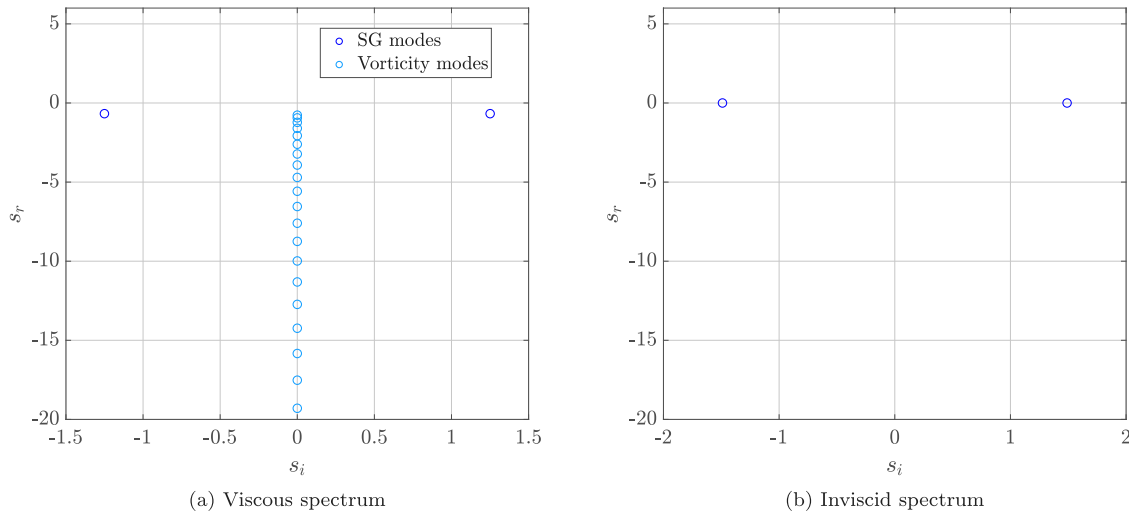 5
0
-5
-10
-15
-20
s_r
-1.5 -1 -0.5 0 0.5 1 1.5
s_i
SG modes
Vorticity modes
(a) Viscous spectrum
5
0
-5
-10
-15
-20
s_r
-2 -1 0 1 2
s_i
(b) Inviscid spectrum